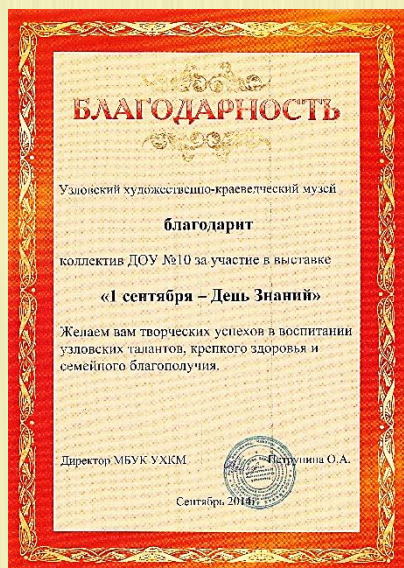 БЛАГОДАРНОСТЬ
Узловский художественно-краеведческий музей
благодарит
коллектив ДОУ №10 за участие в выставке
«1 сентября – День Знаний»
Желаем вам творческих успехов в воспитании
узловских талантов, крепкого здоровья и
семейного благополучия.
Директор МБУК УХКМ Петрунина О.А.
Сентябрь 2014г.